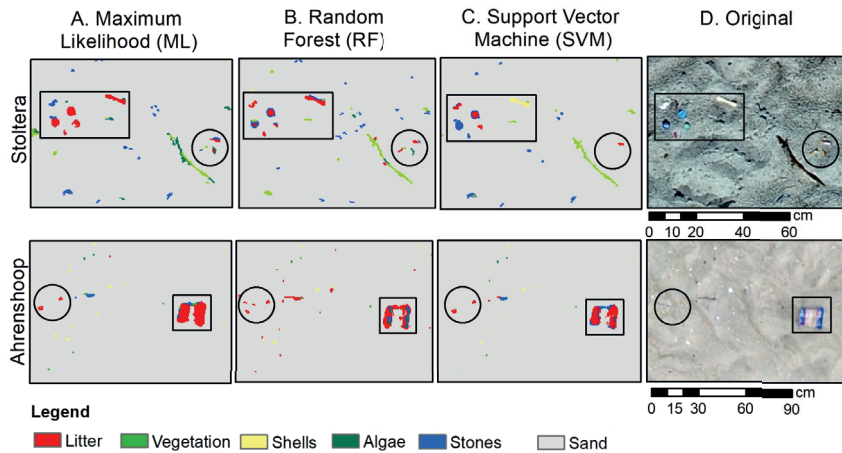 A. Maximum
Likelihood (ML)
B. Random
Forest (RF)
C. Support Vector
Machine (SVM)
D. Original
Stoltera
cm
0 10 20 40 60
Ahrenshoop
cm
0 15 30 60 90
Legend
Litter Vegetation Shells Algae Stones Sand